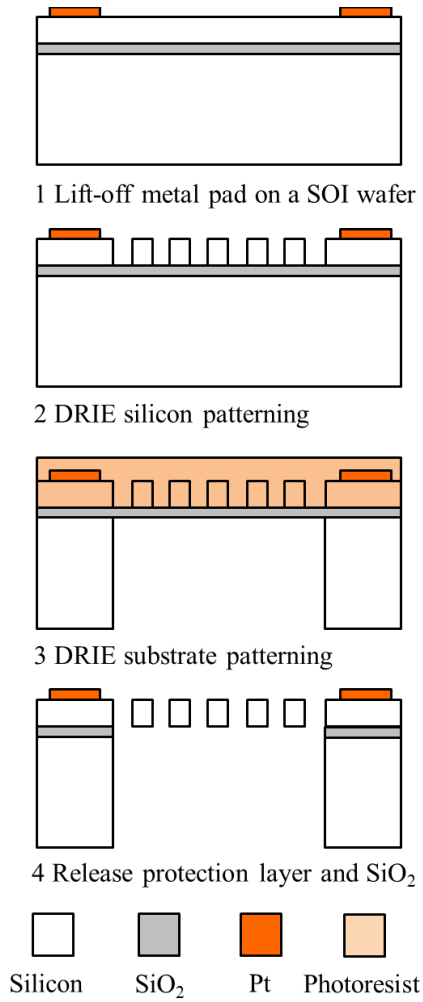 1 Lift-off metal pad on a SOI wafer
2 DRIE silicon patterning
3 DRIE substrate patterning
4 Release protection layer and SiO₂
Silicon SiO₂ Pt Photoresist